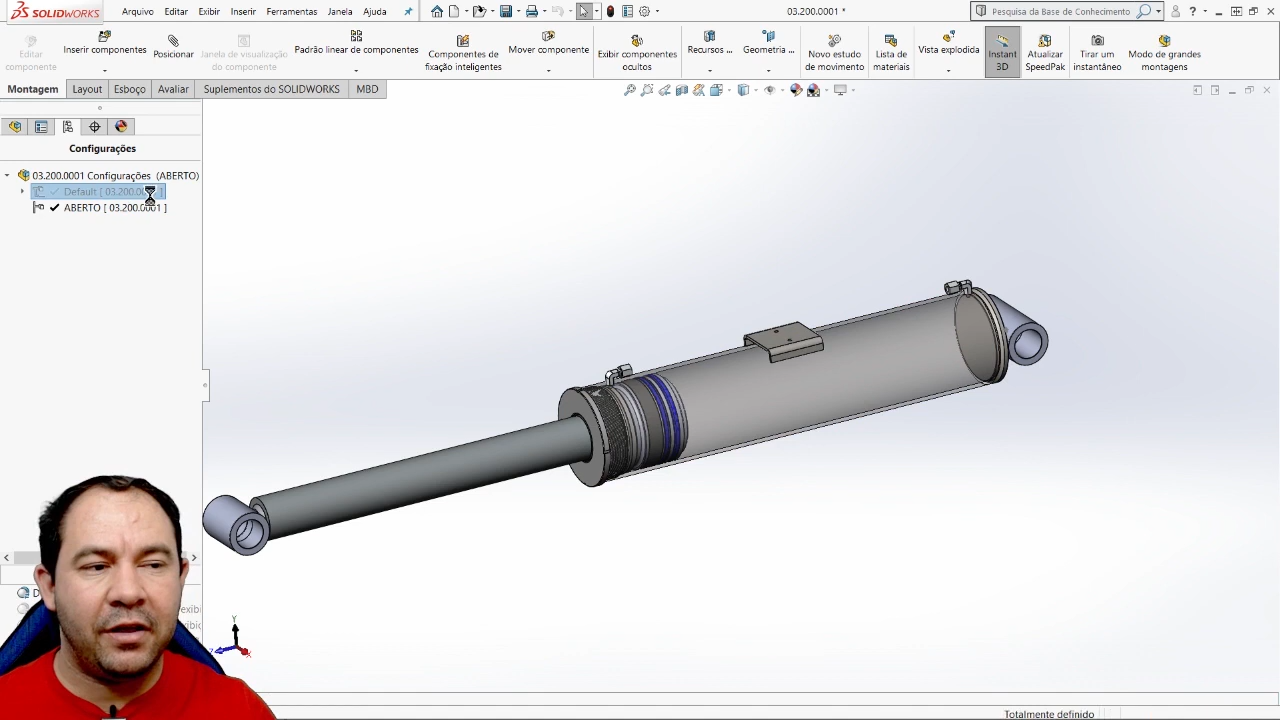 SOLIDWORKS
Arquivo Editar Exibir Inserir Ferramentas Janela Ajuda
03.200.0001 *
Pesquisa da Base de Conhecimento
?
Editar componente
Inserir componentes
Posicionar
Janela de visualização do componente
Padrão linear de componentes
Componentes de fixação inteligentes
Mover componente
Exibir componentes ocultos
Recursos ...
Geometria ...
Novo estudo de movimento
Lista de materiais
Vista explodida
Instant 3D
Atualizar SpeedPak
Tirar um instantâneo
Modo de grandes montagens
Montagem Layout Esboço Avaliar Suplementos do SOLIDWORKS MBD
Configurações
03.200.0001 Configurações (ABERTO)
Default [ 03.200.00 ]
ABERTO [ 03.200.0001 ]
Y
Totalmente definido